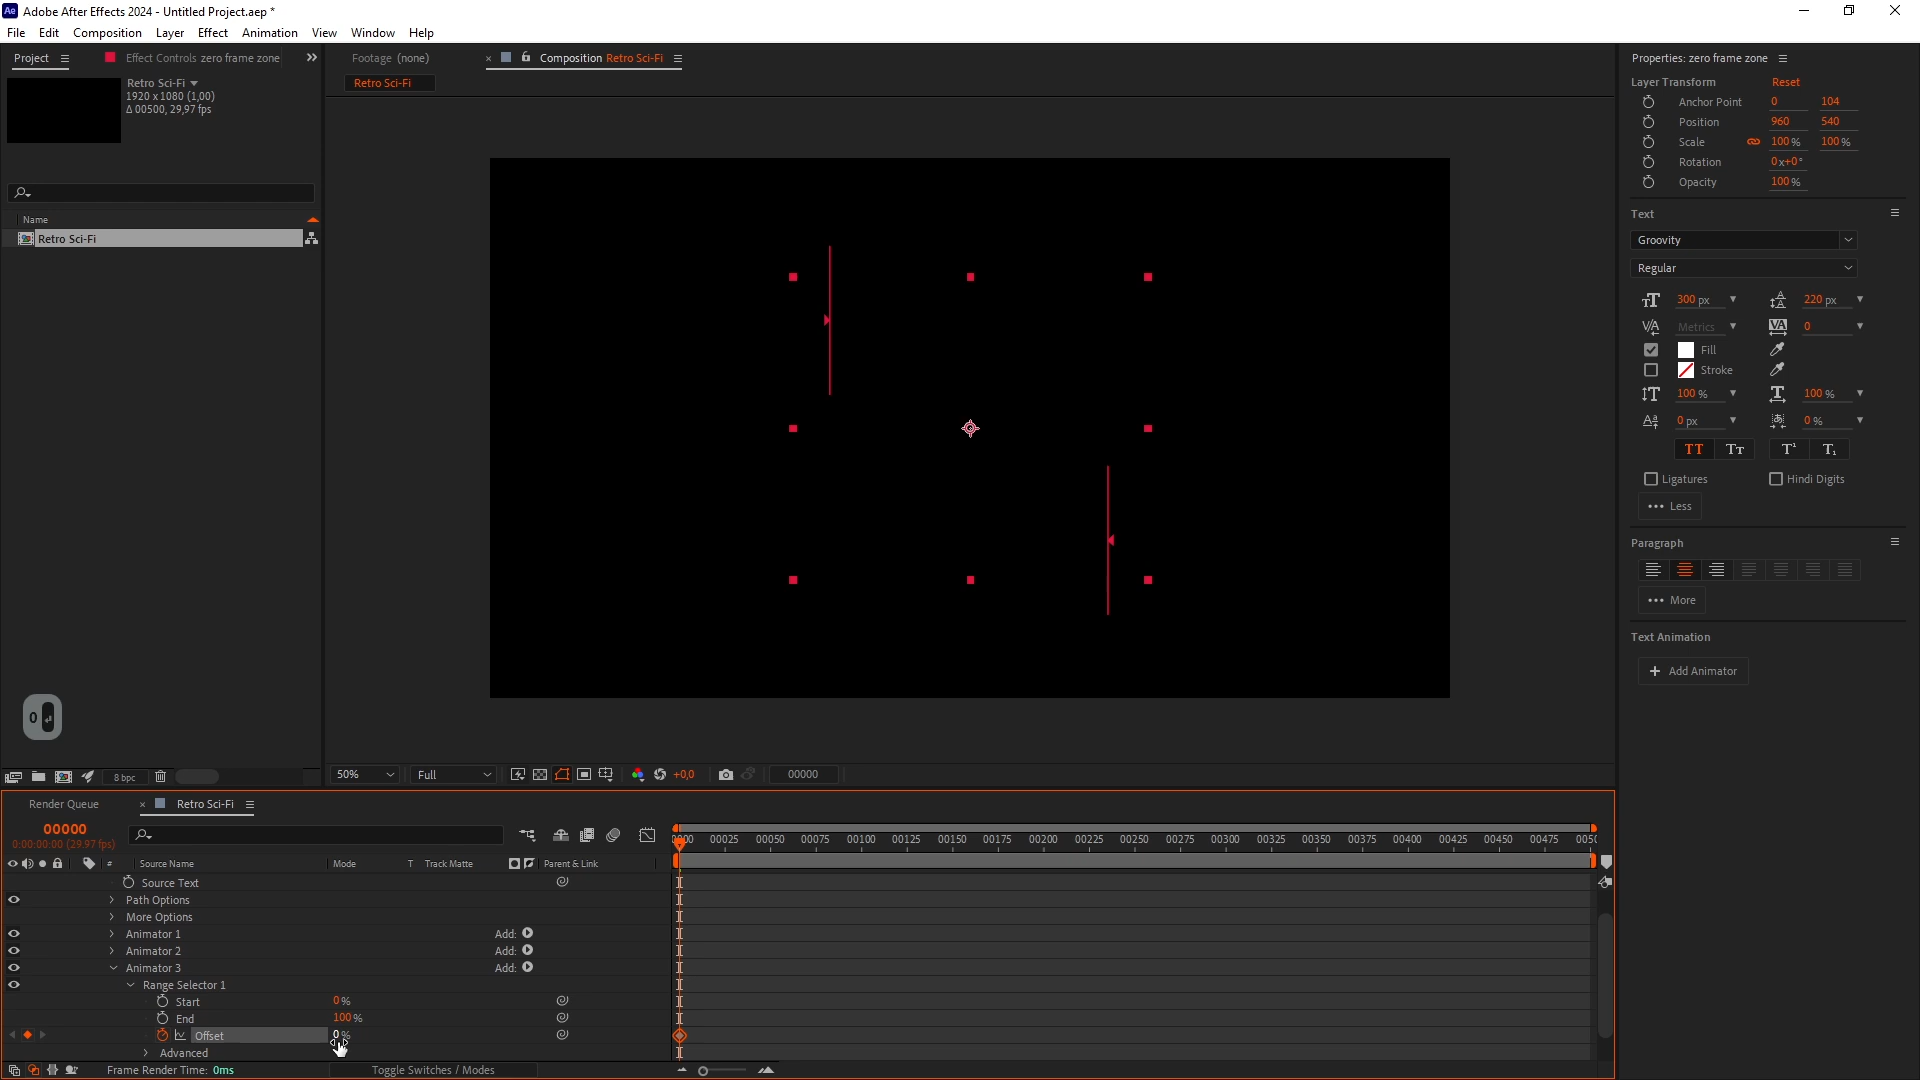 Adobe After Effects 2024 - Untitled Project.aep *
File Edit Composition Layer Effect Animation View Window Help
Project
Effect Controls zero frame zone
Footage (none)
Composition Retro Sci-Fi
Properties: zero frame zone
Retro Sci-Fi
1920 x 1080 (1,00)
Δ 00500, 29,97 fps
Retro Sci-Fi
Layer Transform Reset
Anchor Point 0 104
Position 960 540
Scale 100 % 100 %
Rotation 0x+0°
Opacity 100 %
Name
Retro Sci-Fi
Text
Groovity
Regular
300 px 220 px
Metrics 0
Fill
Stroke
100 % 100 %
0 px 0 %
TT Tт T¹ T₁
Ligatures Hindi Digits
Less
Paragraph
More
Text Animation
Add Animator
0
8 bpc
50% Full +0,0 00000
Render Queue Retro Sci-Fi
00000
0:00:00:00 (29.97 fps)
00025 00050 00075 00100 00125 00150 00175 00200 00225 00250 00275 00300 00325 00350 00375 00400 00425 00450 00475
# Source Name Mode T Track Matte Parent & Link
Source Text
Path Options
More Options
Animator 1 Add:
Animator 2 Add:
Animator 3 Add:
Range Selector 1
Start 0 %
End 100 %
Offset 0 %
Advanced
Frame Render Time: 0ms Toggle Switches / Modes